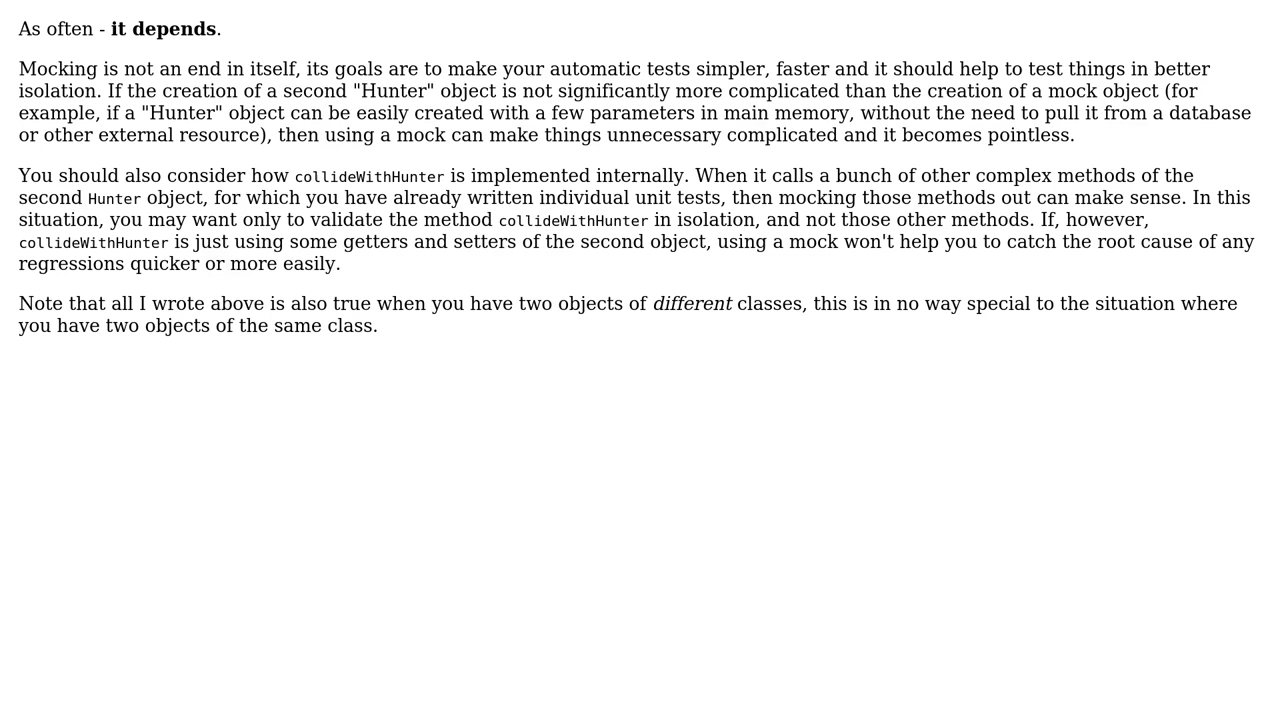 As often - it depends.
Mocking is not an end in itself, its goals are to make your automatic tests simpler, faster and it should help to test things in better
isolation. If the creation of a second "Hunter" object is not significantly more complicated than the creation of a mock object (for
example, if a "Hunter" object can be easily created with a few parameters in main memory, without the need to pull it from a database
or other external resource), then using a mock can make things unnecessary complicated and it becomes pointless.
You should also consider how collideWithHunter is implemented internally. When it calls a bunch of other complex methods of the
second Hunter object, for which you have already written individual unit tests, then mocking those methods out can make sense. In this
situation, you may want only to validate the method collideWithHunter in isolation, and not those other methods. If, however,
collideWithHunter is just using some getters and setters of the second object, using a mock won't help you to catch the root cause of any
regressions quicker or more easily.
Note that all I wrote above is also true when you have two objects of different classes, this is in no way special to the situation where
you have two objects of the same class.